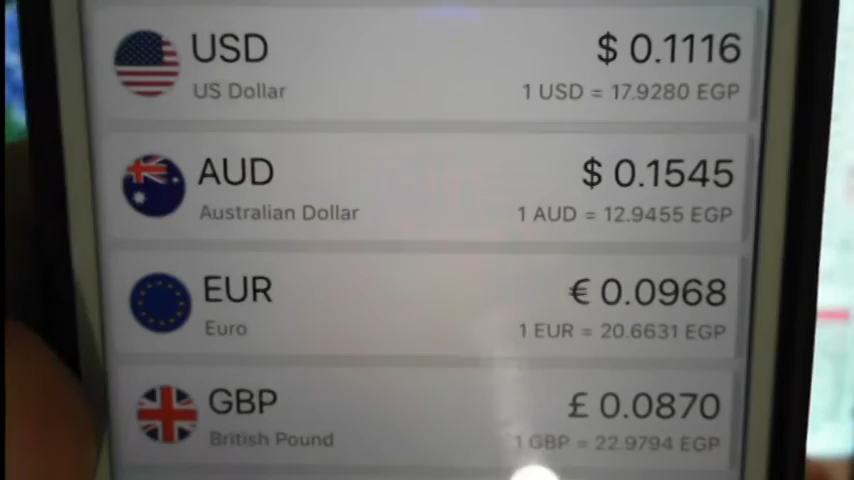 USD $ 0.1116
US Dollar 1 USD = 17.9280 EGP
AUD $ 0.1545
Australian Dollar 1 AUD = 12.9455 EGP
EUR € 0.0968
Euro 1 EUR = 20.6631 EGP
GBP £ 0.0870
British Pound 1 GBP = 22.9794 EGP